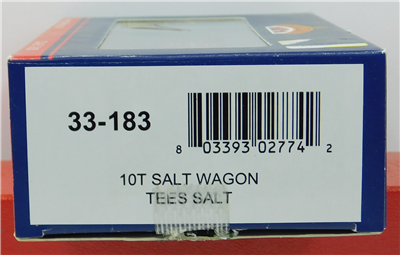 33-183
8 03393 02774 2
10T SALT WAGON
TEES SALT